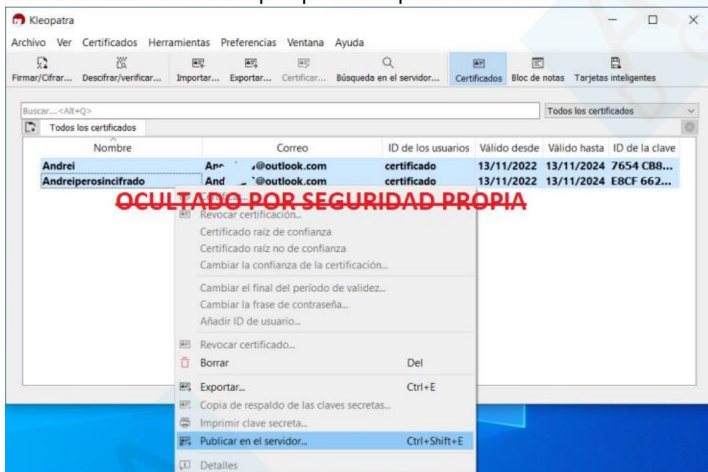 Kleopatra
Archivo Ver Certificados Herramientas Preferencias Ventana Ayuda
Firmar/Cifrar... Descifrar/verificar... Importar... Exportar... Certificar... Búsqueda en el servidor... Certificados Bloc de notas Tarjetas inteligentes
Buscar...<Alt+Q> Todos los certificados
Todos los certificados
Nombre Correo ID de los usuarios Válido desde Válido hasta ID de la clave
Andrei @outlook.com certificado 13/11/2022 13/11/2024 7654 CB8...
Andreiperosincifrado And @outlook.com certificado 13/11/2022 13/11/2024 E8CF 662...
OCULTADO POR SEGURIDAD PROPIA
Revocar certificación...
Certificado raíz de confianza
Certificado raíz no de confianza
Cambiar la confianza de la certificación...
Cambiar el final del período de validez...
Cambiar la frase de contraseña...
Añadir ID de usuario...
Revocar certificado...
Borrar Del
Exportar... Ctrl+E
Copia de respaldo de las claves secretas...
Imprimir clave secreta...
Publicar en el servidor... Ctrl+Shift+E
Detalles